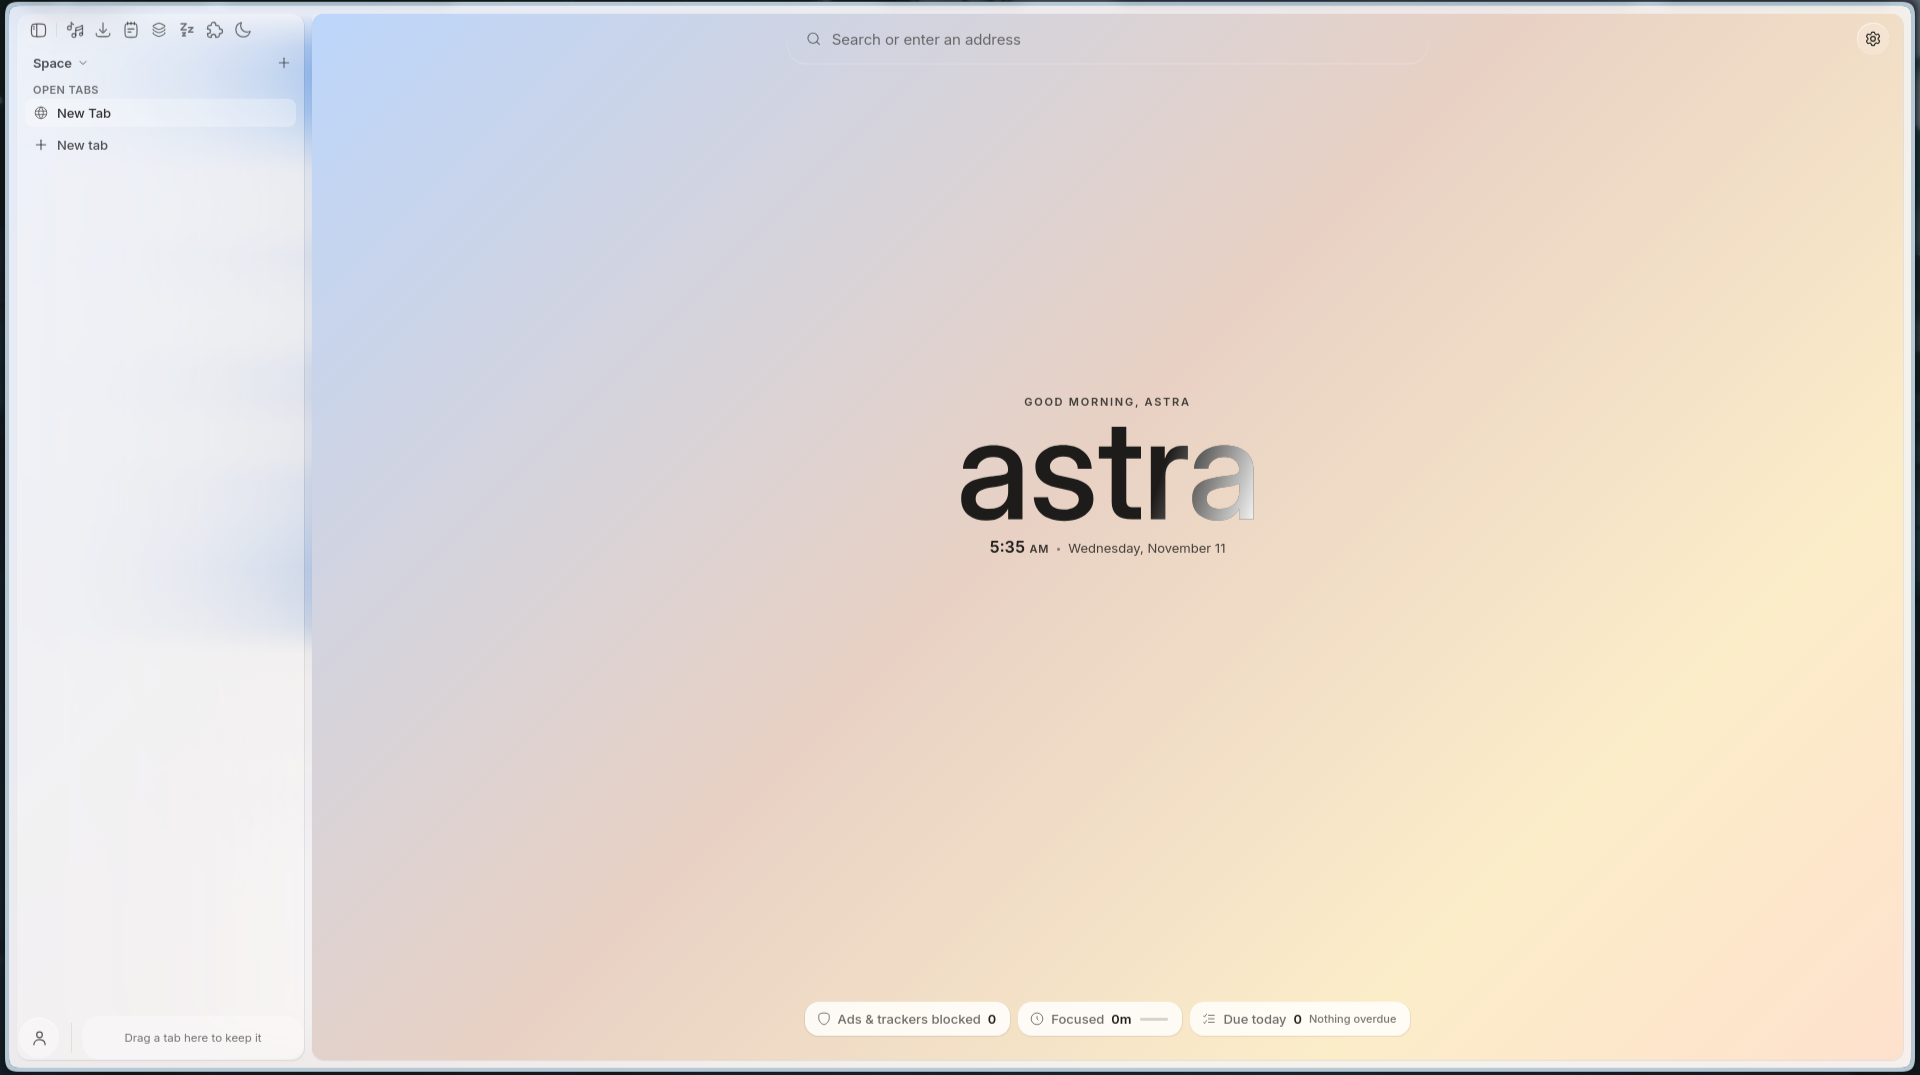 Space
OPEN TABS
New Tab
New tab
Drag a tab here to keep it
Search or enter an address
GOOD MORNING, ASTRA
astra
5:35 AM • Wednesday, November 11
Ads & trackers blocked 0
Focused 0m
Due today 0 Nothing overdue